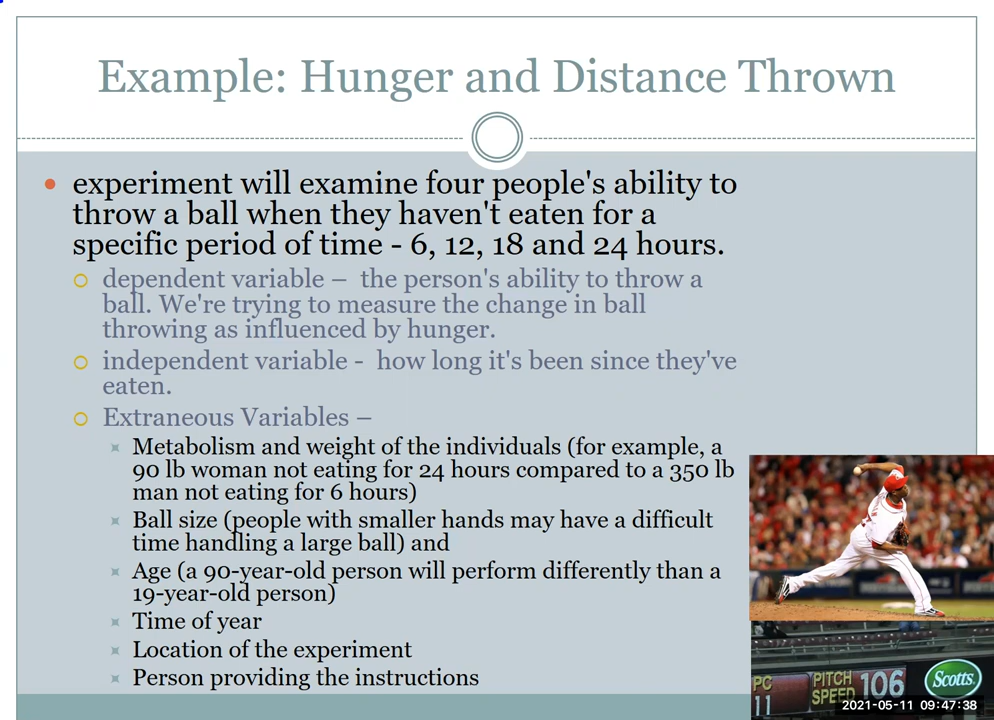 Example: Hunger and Distance Thrown
experiment will examine four people's ability to
throw a ball when they haven't eaten for a
specific period of time - 6, 12, 18 and 24 hours.
dependent variable – the person's ability to throw a
ball. We're trying to measure the change in ball
throwing as influenced by hunger.
independent variable - how long it's been since they've
eaten.
Extraneous Variables –
Metabolism and weight of the individuals (for example, a
90 lb woman not eating for 24 hours compared to a 350 lb
man not eating for 6 hours)
Ball size (people with smaller hands may have a difficult
time handling a large ball) and
Age (a 90-year-old person will perform differently than a
19-year-old person)
Time of year
Location of the experiment
Person providing the instructions
PC
11
PITCH
SPEED
106
Scotts.
2021-05-11 09:47:38